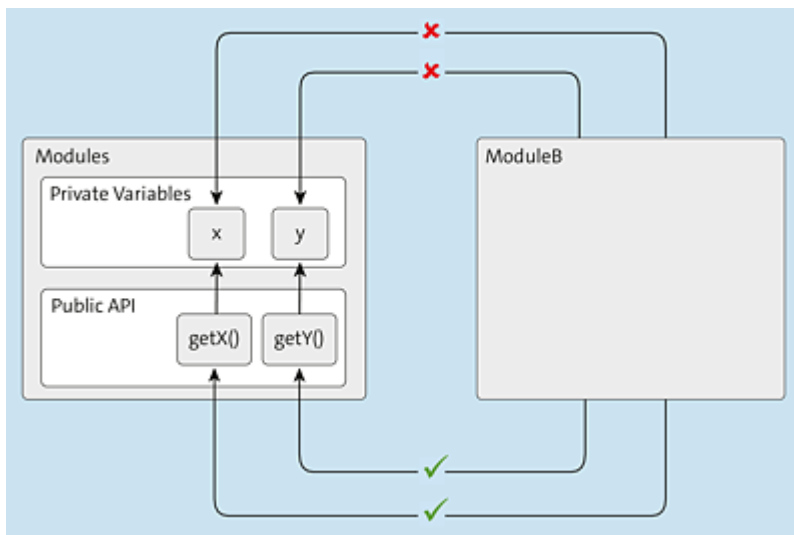 Modules
ModuleB
Private Variables
x
y
Public API
getX()
getY()